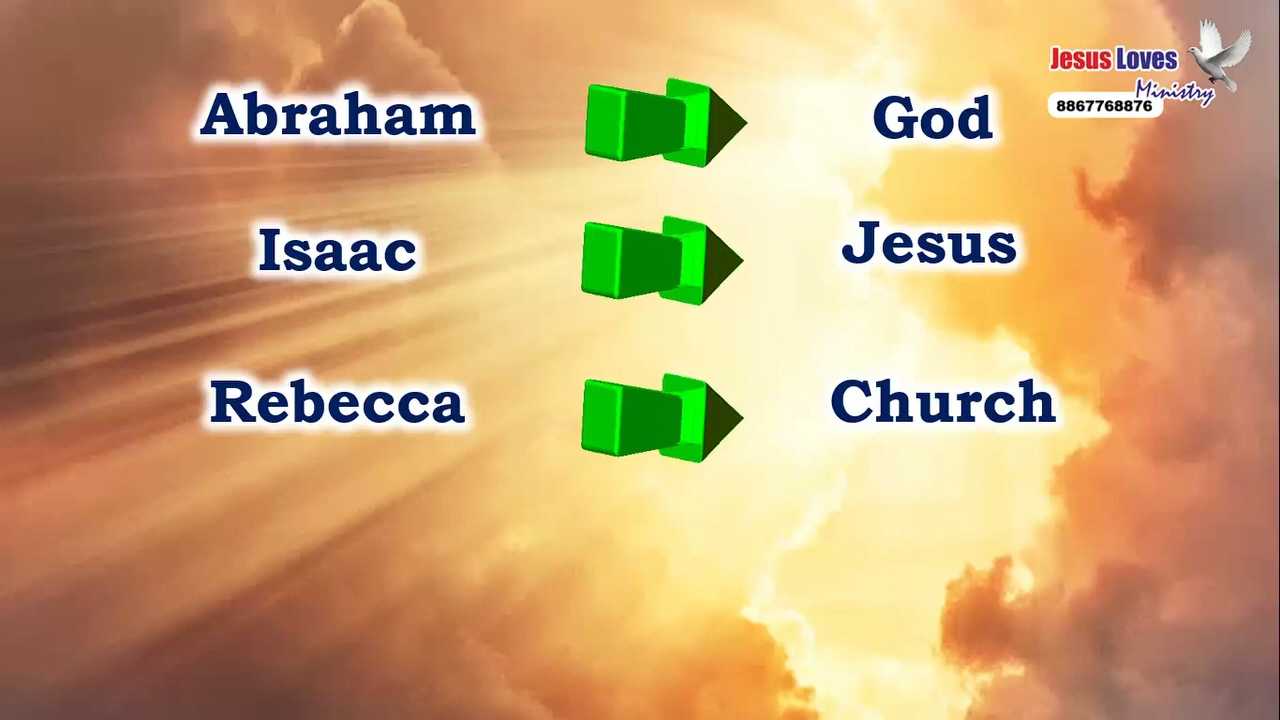 Abraham
God
Isaac
Jesus
Rebecca
Church
Jesus Loves
Ministry
8867768876